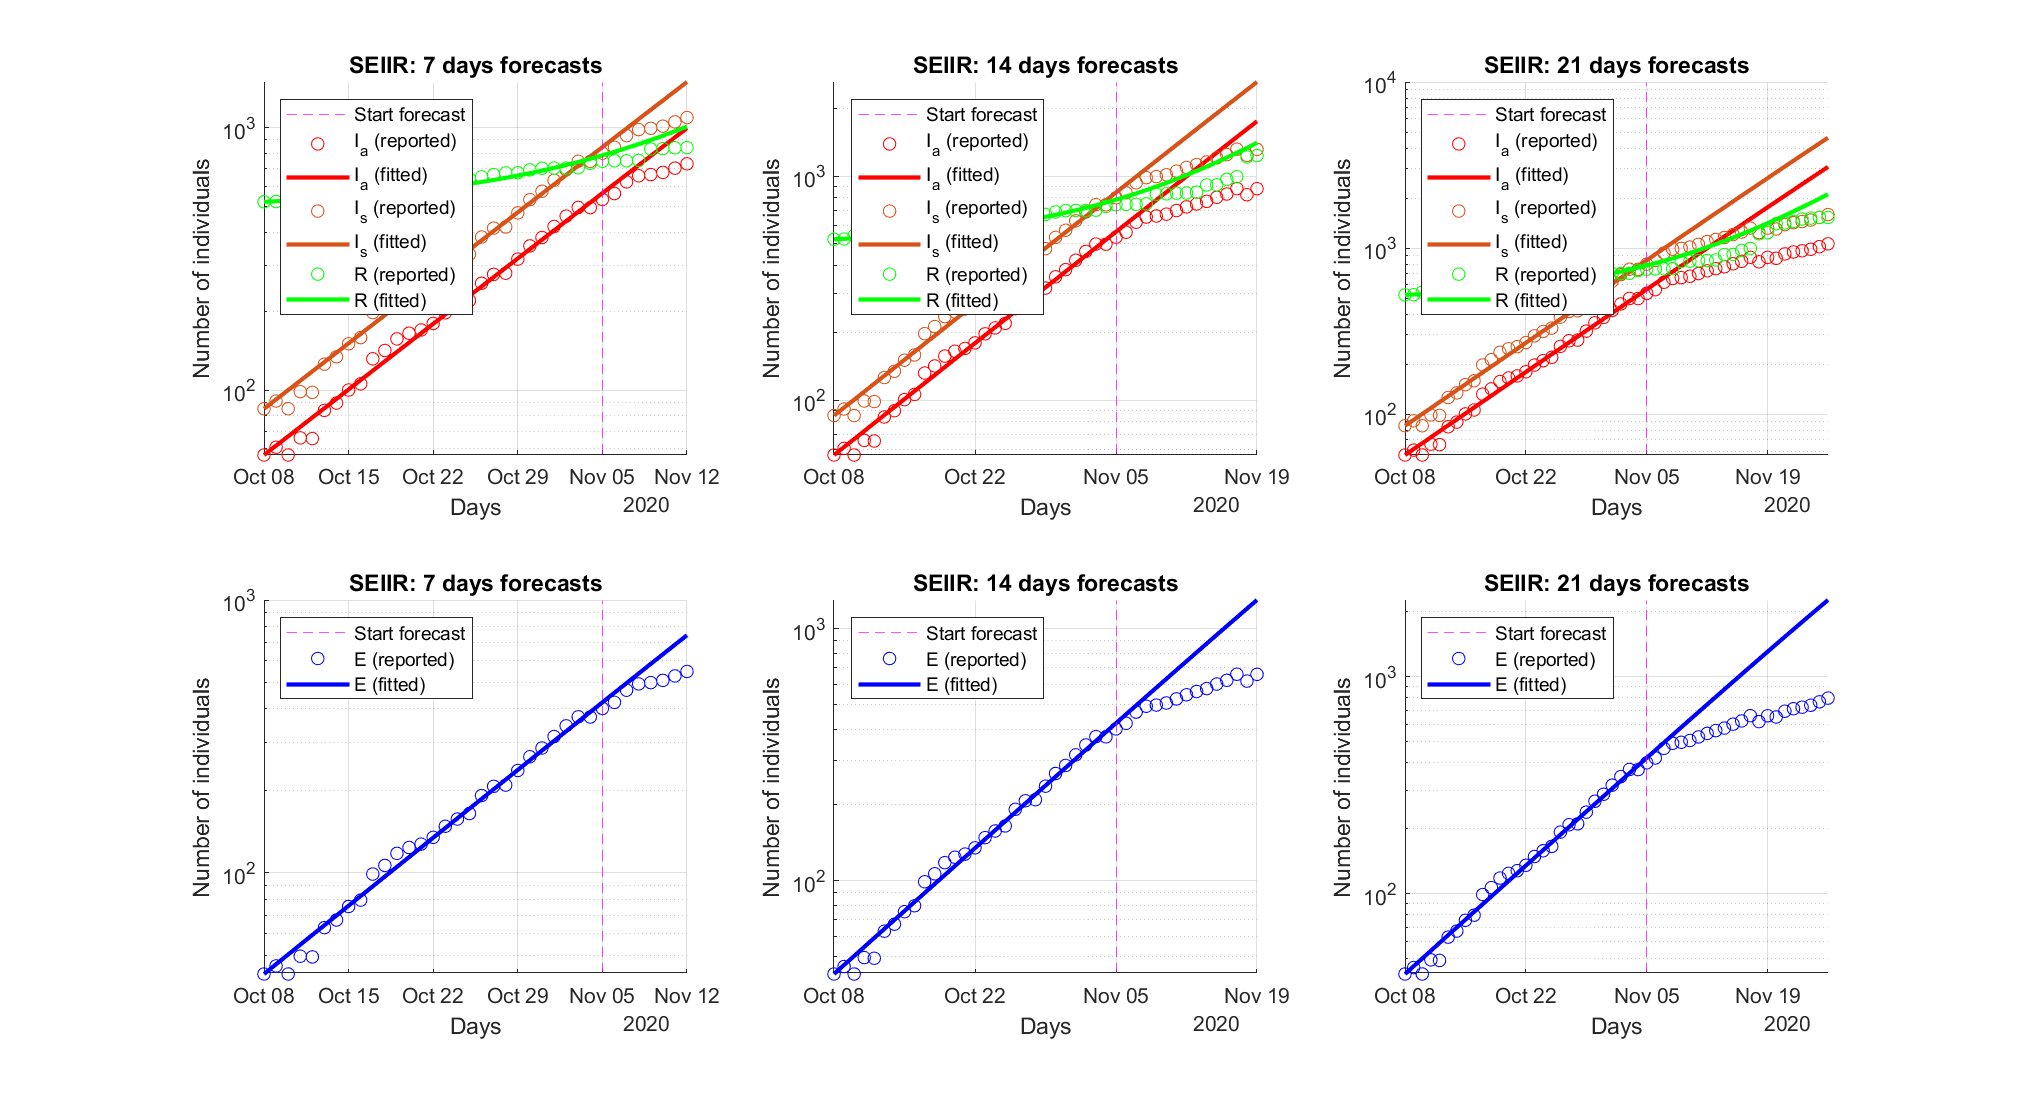 SEIIR: 7 days forecasts
Number of individuals
10^3
10^2
Start forecast
I_a (reported)
I_a (fitted)
I_s (reported)
I_s (fitted)
R (reported)
R (fitted)
Oct 08 Oct 15 Oct 22 Oct 29 Nov 05 Nov 12
Days
2020
SEIIR: 14 days forecasts
Number of individuals
10^3
10^2
Start forecast
I_a (reported)
I_a (fitted)
I_s (reported)
I_s (fitted)
R (reported)
R (fitted)
Oct 08 Oct 22 Nov 05 Nov 19
Days
2020
SEIIR: 21 days forecasts
Number of individuals
10^4
10^3
10^2
Start forecast
I_a (reported)
I_a (fitted)
I_s (reported)
I_s (fitted)
R (reported)
R (fitted)
Oct 08 Oct 22 Nov 05 Nov 19
Days
2020
SEIIR: 7 days forecasts
Number of individuals
10^3
10^2
Start forecast
E (reported)
E (fitted)
Oct 08 Oct 15 Oct 22 Oct 29 Nov 05 Nov 12
Days
2020
SEIIR: 14 days forecasts
Number of individuals
10^3
10^2
Start forecast
E (reported)
E (fitted)
Oct 08 Oct 22 Nov 05 Nov 19
Days
2020
SEIIR: 21 days forecasts
Number of individuals
10^3
10^2
Start forecast
E (reported)
E (fitted)
Oct 08 Oct 22 Nov 05 Nov 19
Days
2020